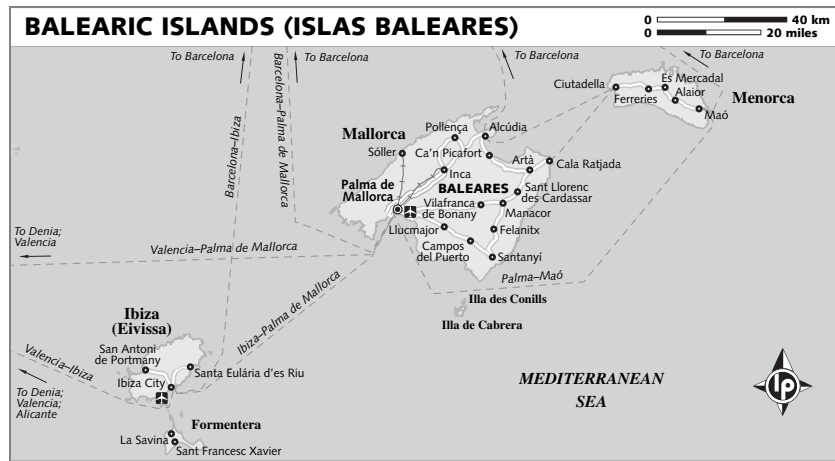 BALEARIC ISLANDS (ISLAS BALEARES)
0 40 km
0 20 miles
To Barcelona
To Barcelona
To Barcelona
To Barcelona
Barcelona–Ibiza
Barcelona–Palma de Mallorca
Ciutadella
Es Mercadal
Alaior
Ferreries
Maó
Menorca
Mallorca
Pollença
Alcúdia
Sóller
Ca'n Picafort
Artà
Cala Ratjada
Inca
Palma de
Mallorca
BALEARES
Sant Llorenc
des Cardassar
Vilafranca
de Bonany
Manacor
Llucmajor
Felanitx
Campos
del Puerto
Santanyí
To Denia;
Valencia
Valencia–Palma de Mallorca
Palma–Maó
Illa des Conills
Illa de Cabrera
Ibiza–Palma de Mallorca
Ibiza
(Eivissa)
San Antoni
de Portmany
Santa Eulária d'es Riu
Ibiza City
Valencia–Ibiza
To Denia;
Valencia;
Alicante
Formentera
La Savina
Sant Francesc Xavier
MEDITERRANEAN
SEA
lp